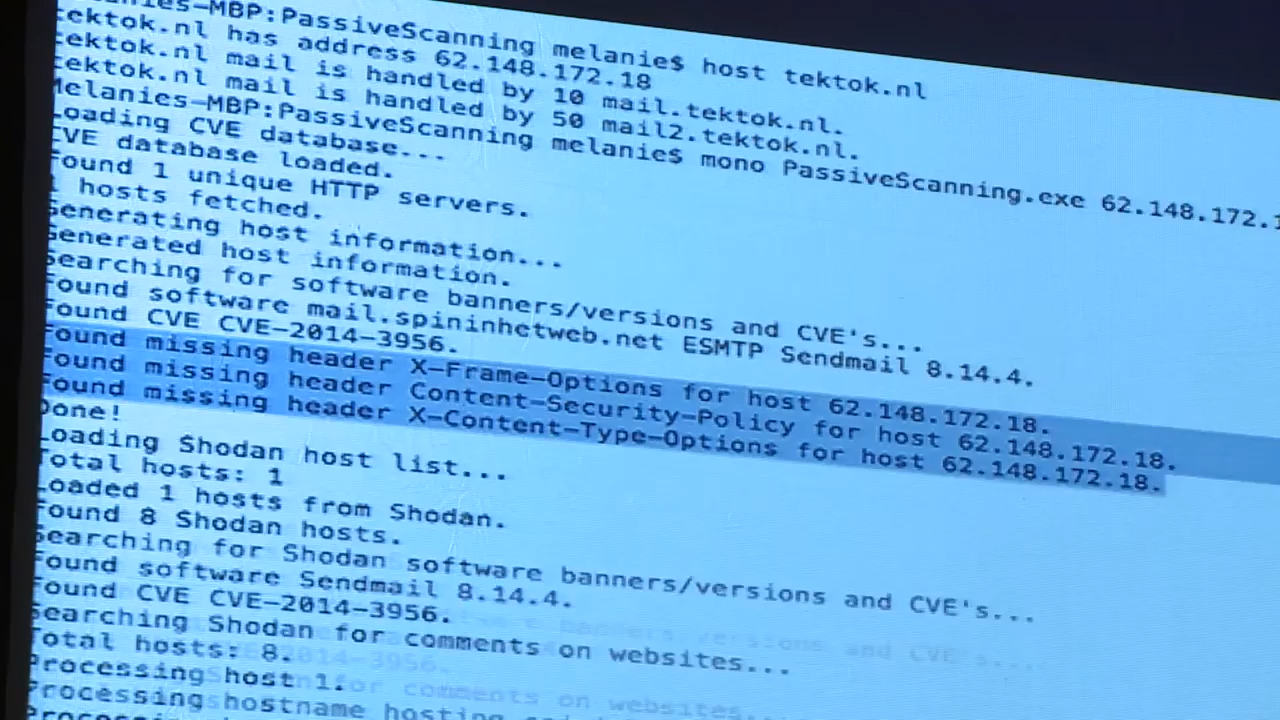 nies-MBP:PassiveScanning melanie$ host tektok.nl
tektok.nl has address 62.148.172.18
tektok.nl mail is handled by 10 mail.tektok.nl.
tektok.nl mail is handled by 50 mail2.tektok.nl.
Melanies-MBP:PassiveScanning melanie$ mono PassiveScanning.exe 62.148.172.1
Loading CVE database...
CVE database loaded.
Found 1 unique HTTP servers.
1 hosts fetched.
Generating host information...
Generated host information.
Searching for software banners/versions and CVE's...
Found software mail.spininhetweb.net ESMTP Sendmail 8.14.4.
Found CVE CVE-2014-3956.
Found missing header X-Frame-Options for host 62.148.172.18.
Found missing header Content-Security-Policy for host 62.148.172.18.
Found missing header X-Content-Type-Options for host 62.148.172.18.
Done!
Loading Shodan host list...
Total hosts: 1
Loaded 1 hosts from Shodan.
Found 8 Shodan hosts.
Searching for Shodan software banners/versions and CVE's...
Found software Sendmail 8.14.4.
Found CVE CVE-2014-3956.
Searching Shodan for comments on websites...
Total hosts: 8.
Processing host 1.
Processing hostname